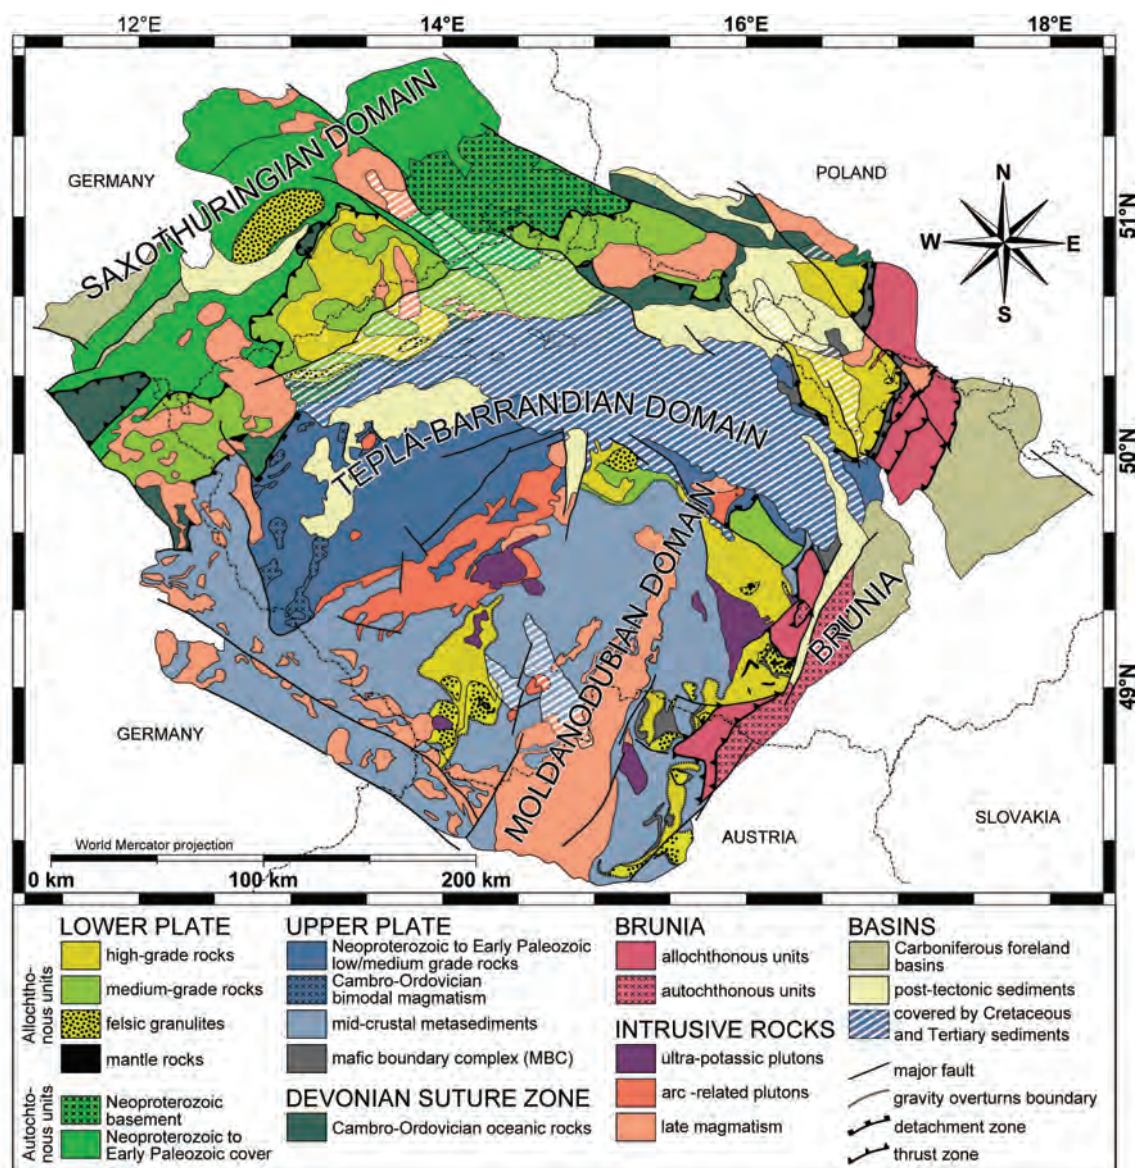 12°E
14°E
16°E
18°E
51°N
50°N
49°N
GERMANY
POLAND
N
W
E
S
SAXOTHURINGIAN DOMAIN
TEPLA-BARRANDIAN DOMAIN
MOLDANODUBIAN DOMAIN
BRUNIA
GERMANY
AUSTRIA
SLOVAKIA
World Mercator projection
0 km
100 km
200 km
LOWER PLATE
Allochtho-
nous units
high-grade rocks
medium-grade rocks
felsic granulites
mantle rocks
Autochto-
nous units
Neoproterozoic
basement
Neoproterozoic to
Early Paleozoic cover
UPPER PLATE
Neoproterozoic to Early Paleozoic
low/medium grade rocks
Cambro-Ordovician
bimodal magmatism
mid-crustal metasediments
mafic boundary complex (MBC)
DEVONIAN SUTURE ZONE
Cambro-Ordovician oceanic rocks
BRUNIA
allochthonous units
autochthonous units
INTRUSIVE ROCKS
ultra-potassic plutons
arc -related plutons
late magmatism
BASINS
Carboniferous foreland
basins
post-tectonic sediments
covered by Cretaceous
and Tertiary sediments
major fault
gravity overturns boundary
detachment zone
thrust zone